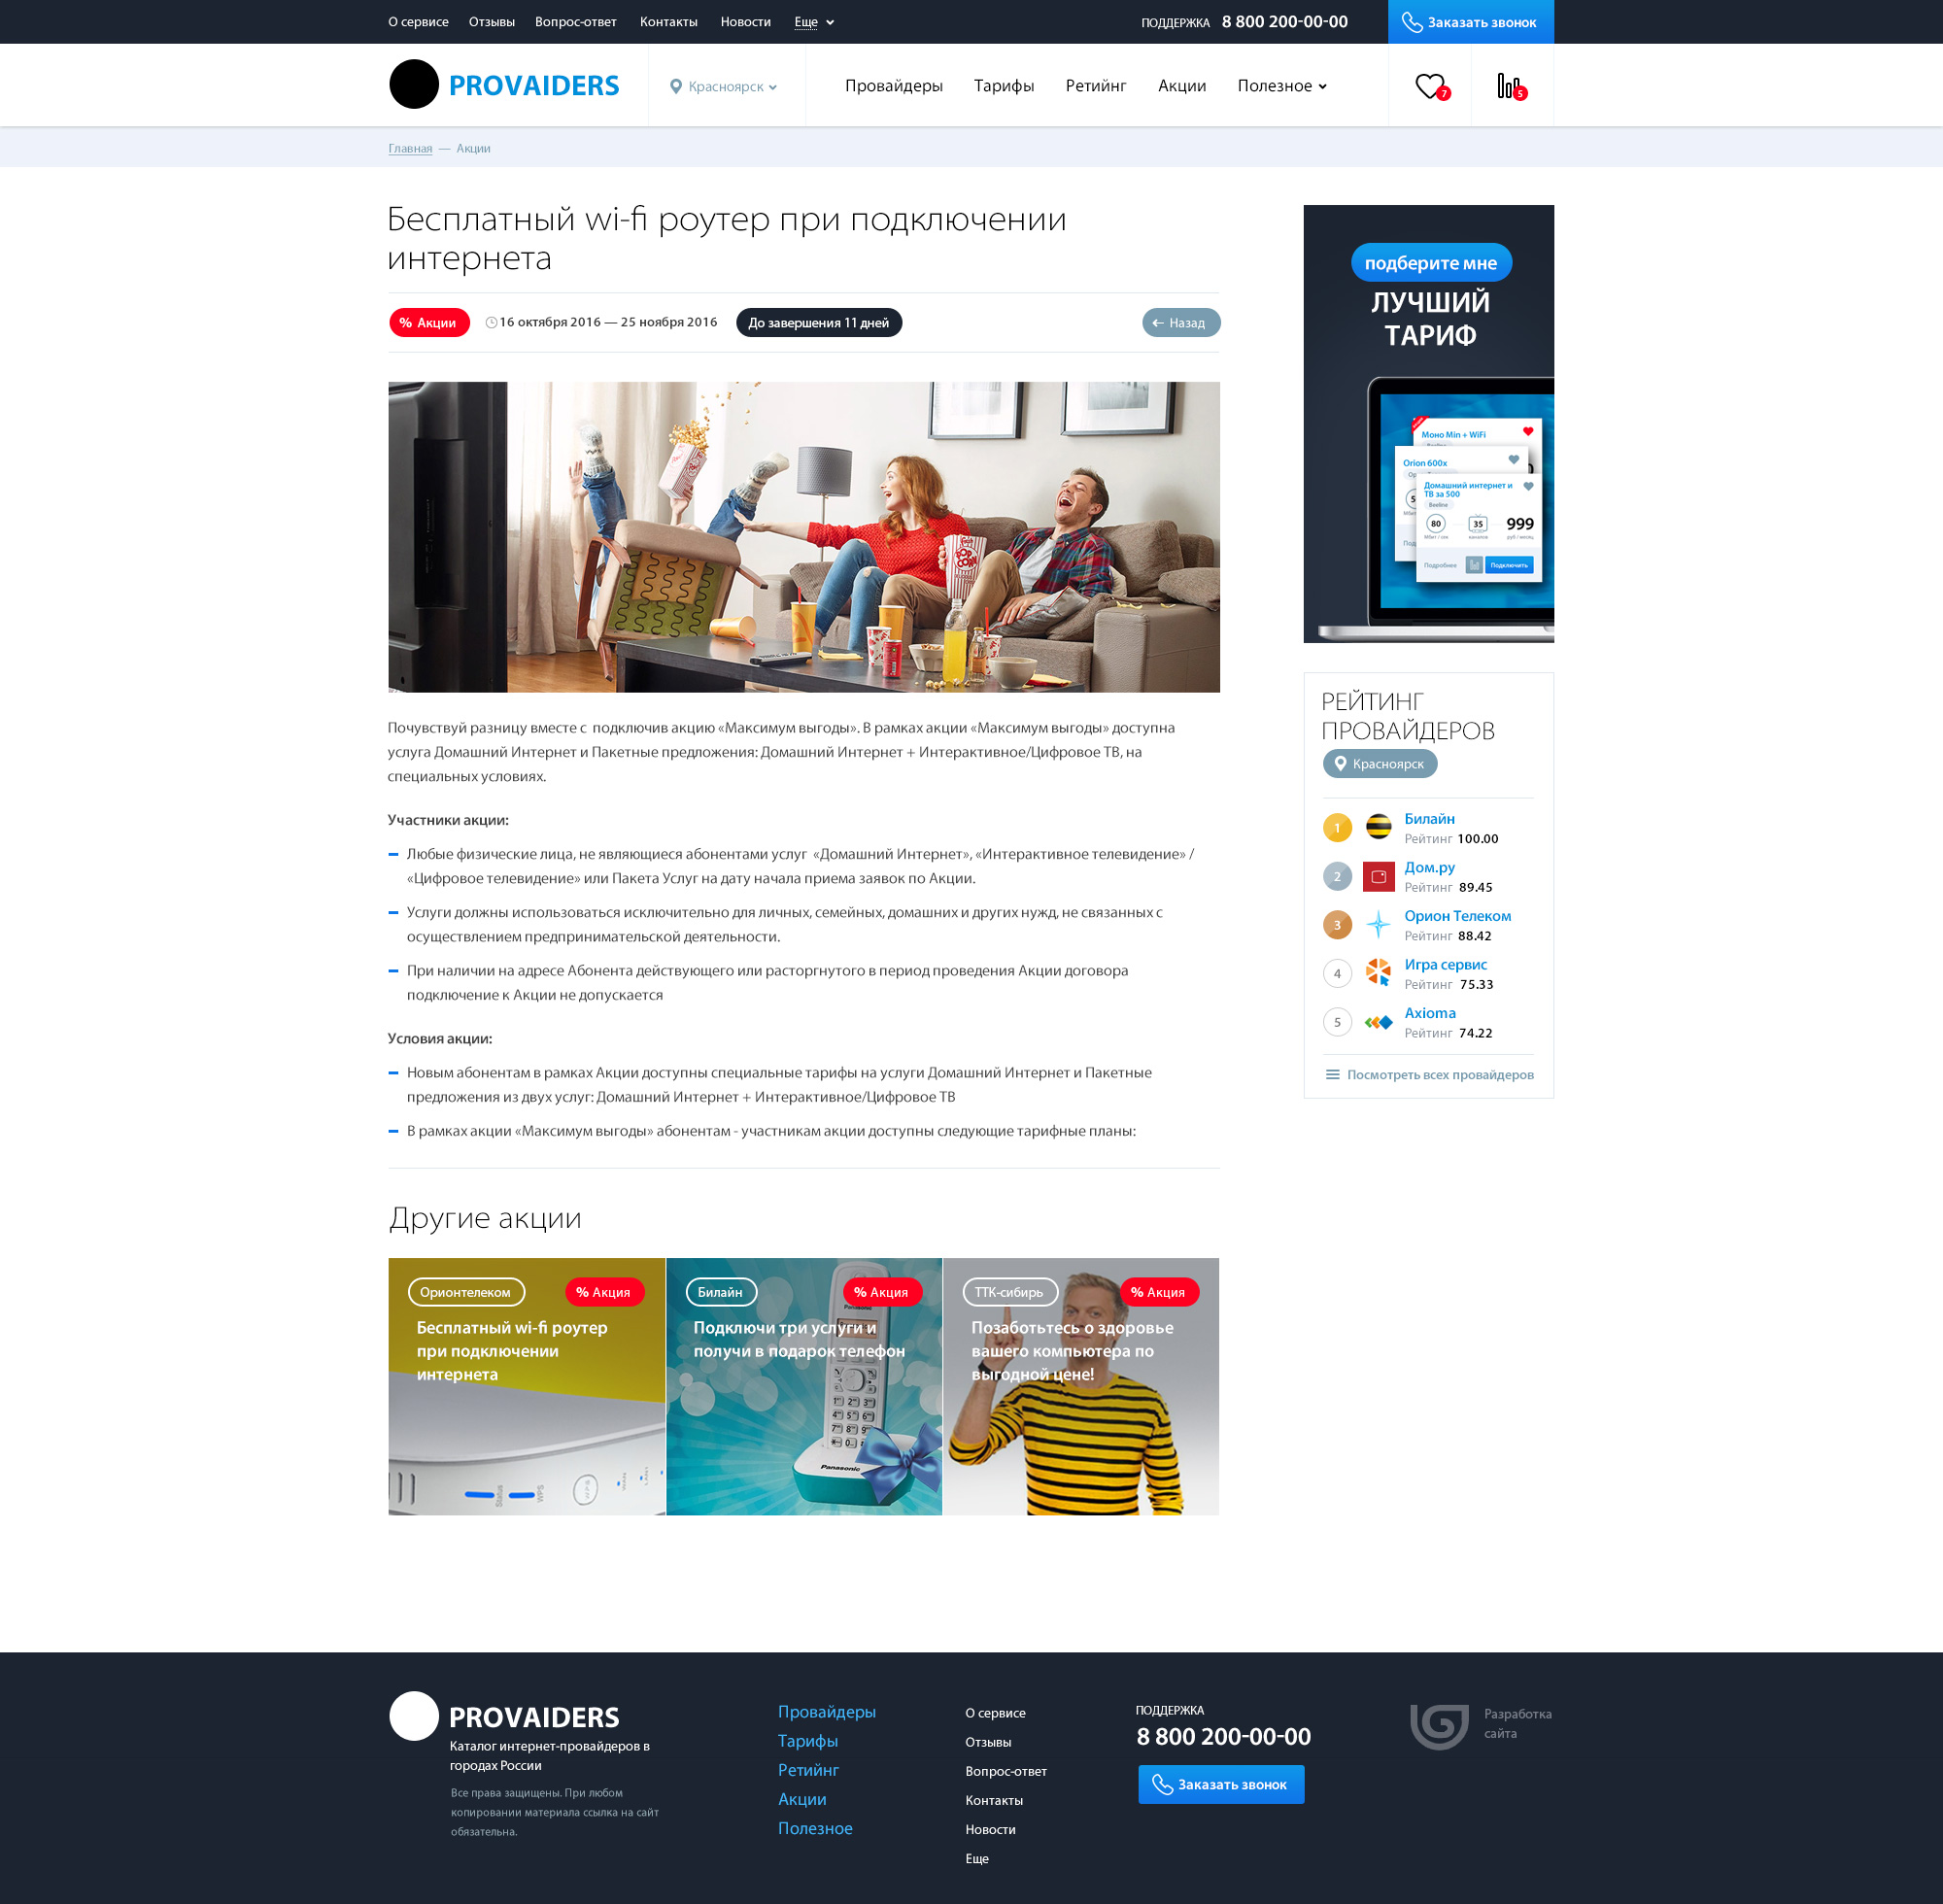 О сервисе Отзывы Вопрос-ответ Контакты Новости Еще ПОДДЕРЖКА 8 800 200-00-00 Заказать звонок
PROVAIDERS Красноярск Провайдеры Тарифы Ретийнг Акции Полезное 7 5
Главная — Акции
Бесплатный wi-fi роутер при подключении
интернета
% Акции 16 октября 2016 — 25 ноября 2016 До завершения 11 дней Назад
Почувствуй разницу вместе с подключив акцию «Максимум выгоды». В рамках акции «Максимум выгоды» доступна
услуга Домашний Интернет и Пакетные предложения: Домашний Интернет + Интерактивное/Цифровое ТВ, на
специальных условиях.
Участники акции:
Любые физические лица, не являющиеся абонентами услуг «Домашний Интернет», «Интерактивное телевидение» /
«Цифровое телевидение» или Пакета Услуг на дату начала приема заявок по Акции.
Услуги должны использоваться исключительно для личных, семейных, домашних и других нужд, не связанных с
осуществлением предпринимательской деятельности.
При наличии на адресе Абонента действующего или расторгнутого в период проведения Акции договора
подключение к Акции не допускается
Условия акции:
Новым абонентам в рамках Акции доступны специальные тарифы на услуги Домашний Интернет и Пакетные
предложения из двух услуг: Домашний Интернет + Интерактивное/Цифровое ТВ
В рамках акции «Максимум выгоды» абонентам - участникам акции доступны следующие тарифные планы:
Другие акции
Орионтелеком % Акция
Бесплатный wi-fi роутер
при подключении
интернета
Status WPS WPS
Билайн % Акция
Подключи три услуги и
получи в подарок телефон
Panasonic
Panasonic
ТТК-сибирь % Акция
Позаботьтесь о здоровье
вашего компьютера по
выгодной цене!
подберите мне
ЛУЧШИЙ
ТАРИФ
Моно Min + WiFi
Orion 600x
Домашний интернет и
ТВ за 500
Beeline
80 35 999
Мбит / сек каналов руб / месяц
Подробнее Подключить
РЕЙТИНГ
ПРОВАЙДЕРОВ
Красноярск
1 Билайн
Рейтинг 100.00
2 Дом.ру
Рейтинг 89.45
3 Орион Телеком
Рейтинг 88.42
4 Игра сервис
Рейтинг 75.33
5 Axioma
Рейтинг 74.22
Посмотреть всех провайдеров
PROVAIDERS
Каталог интернет-провайдеров в
городах России
Все права защищены. При любом
копировании материала ссылка на сайт
обязательна.
Провайдеры
Тарифы
Ретийнг
Акции
Полезное
О сервисе
Отзывы
Вопрос-ответ
Контакты
Новости
Еще
ПОДДЕРЖКА
8 800 200-00-00
Заказать звонок
Разработка
сайта